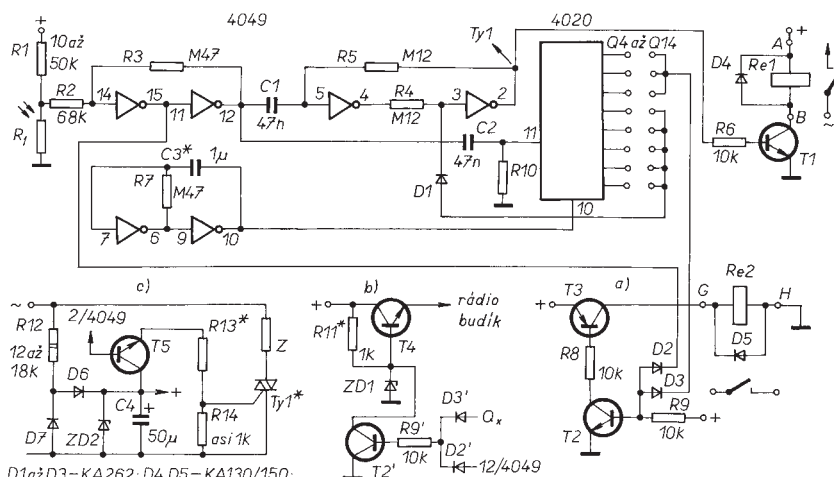 4049
4020
+
R1
10až
50K
R2
68k
Rf
R3
M47
14
15
11
12
C1
47n
R5
M12
5
4
R4
M12
3
2
Ty1
C2
47n
R10
D1
11
10
Q4 až Q14
+
A
D4
Re1
B
R6
10k
T1
~
C3*
1µ
R7
M47
7
6
9
10
c)
~
R12
12až
18k
2/4049
T5
R13*
Z
D6
+
C4
+
50µ
D7
ZD2
R14
asi 1k
Ty1*
b)
+
R11*
1k
T4
rádio
budík
ZD1
D3'
Qx
R9'
10k
D2'
12/4049
T2'
a)
+
T3
G
Re2
H
D5
R8
10k
D2
D3
R9
10k
+
T2
D1 až D3-KA262; D4, D5-KA130/150;